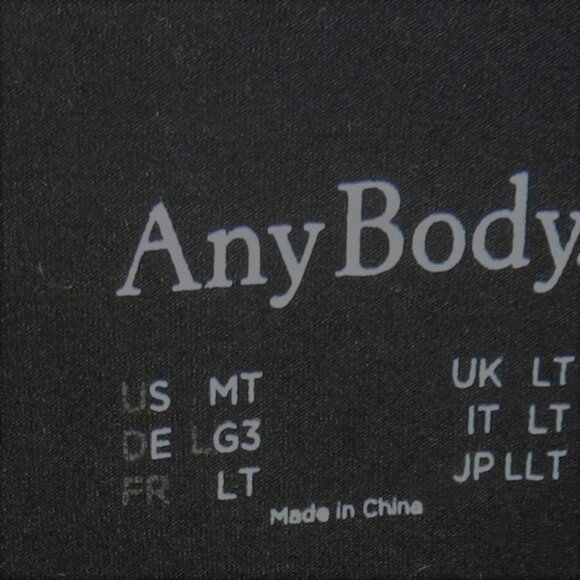 AnyBody.
US MT UK LT
DE LG3 IT LT
FR LT JP LLT
Made in China